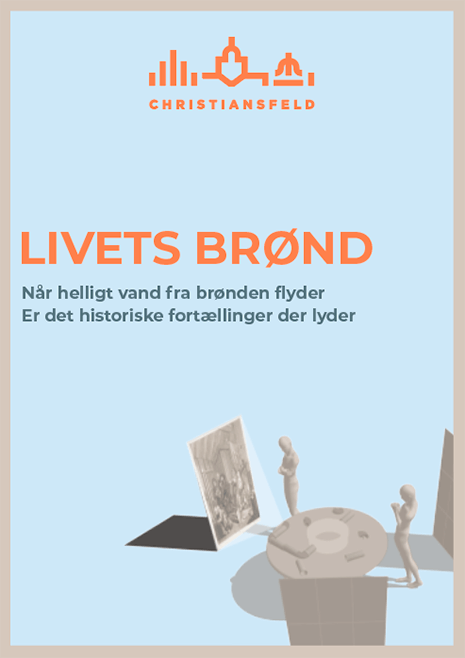 CHRISTIANSFELD
LIVETS BRØND
Når helligt vand fra brønden flyder
Er det historiske fortællinger der lyder